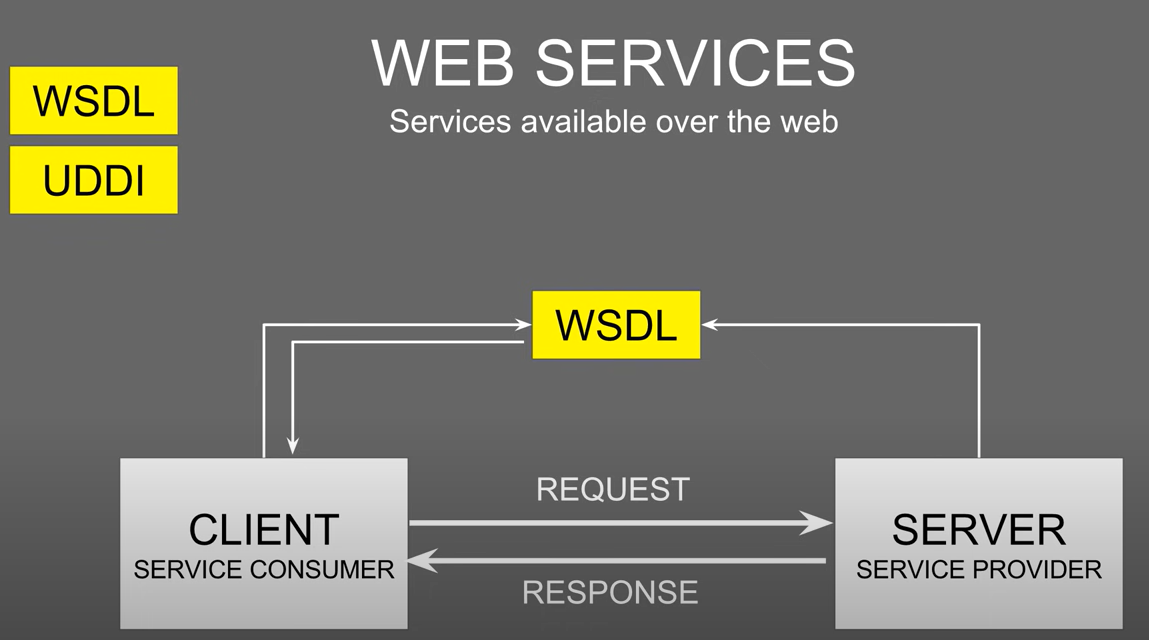 WEB SERVICES
Services available over the web
WSDL
UDDI
WSDL
REQUEST
CLIENT
SERVICE CONSUMER
SERVER
SERVICE PROVIDER
RESPONSE